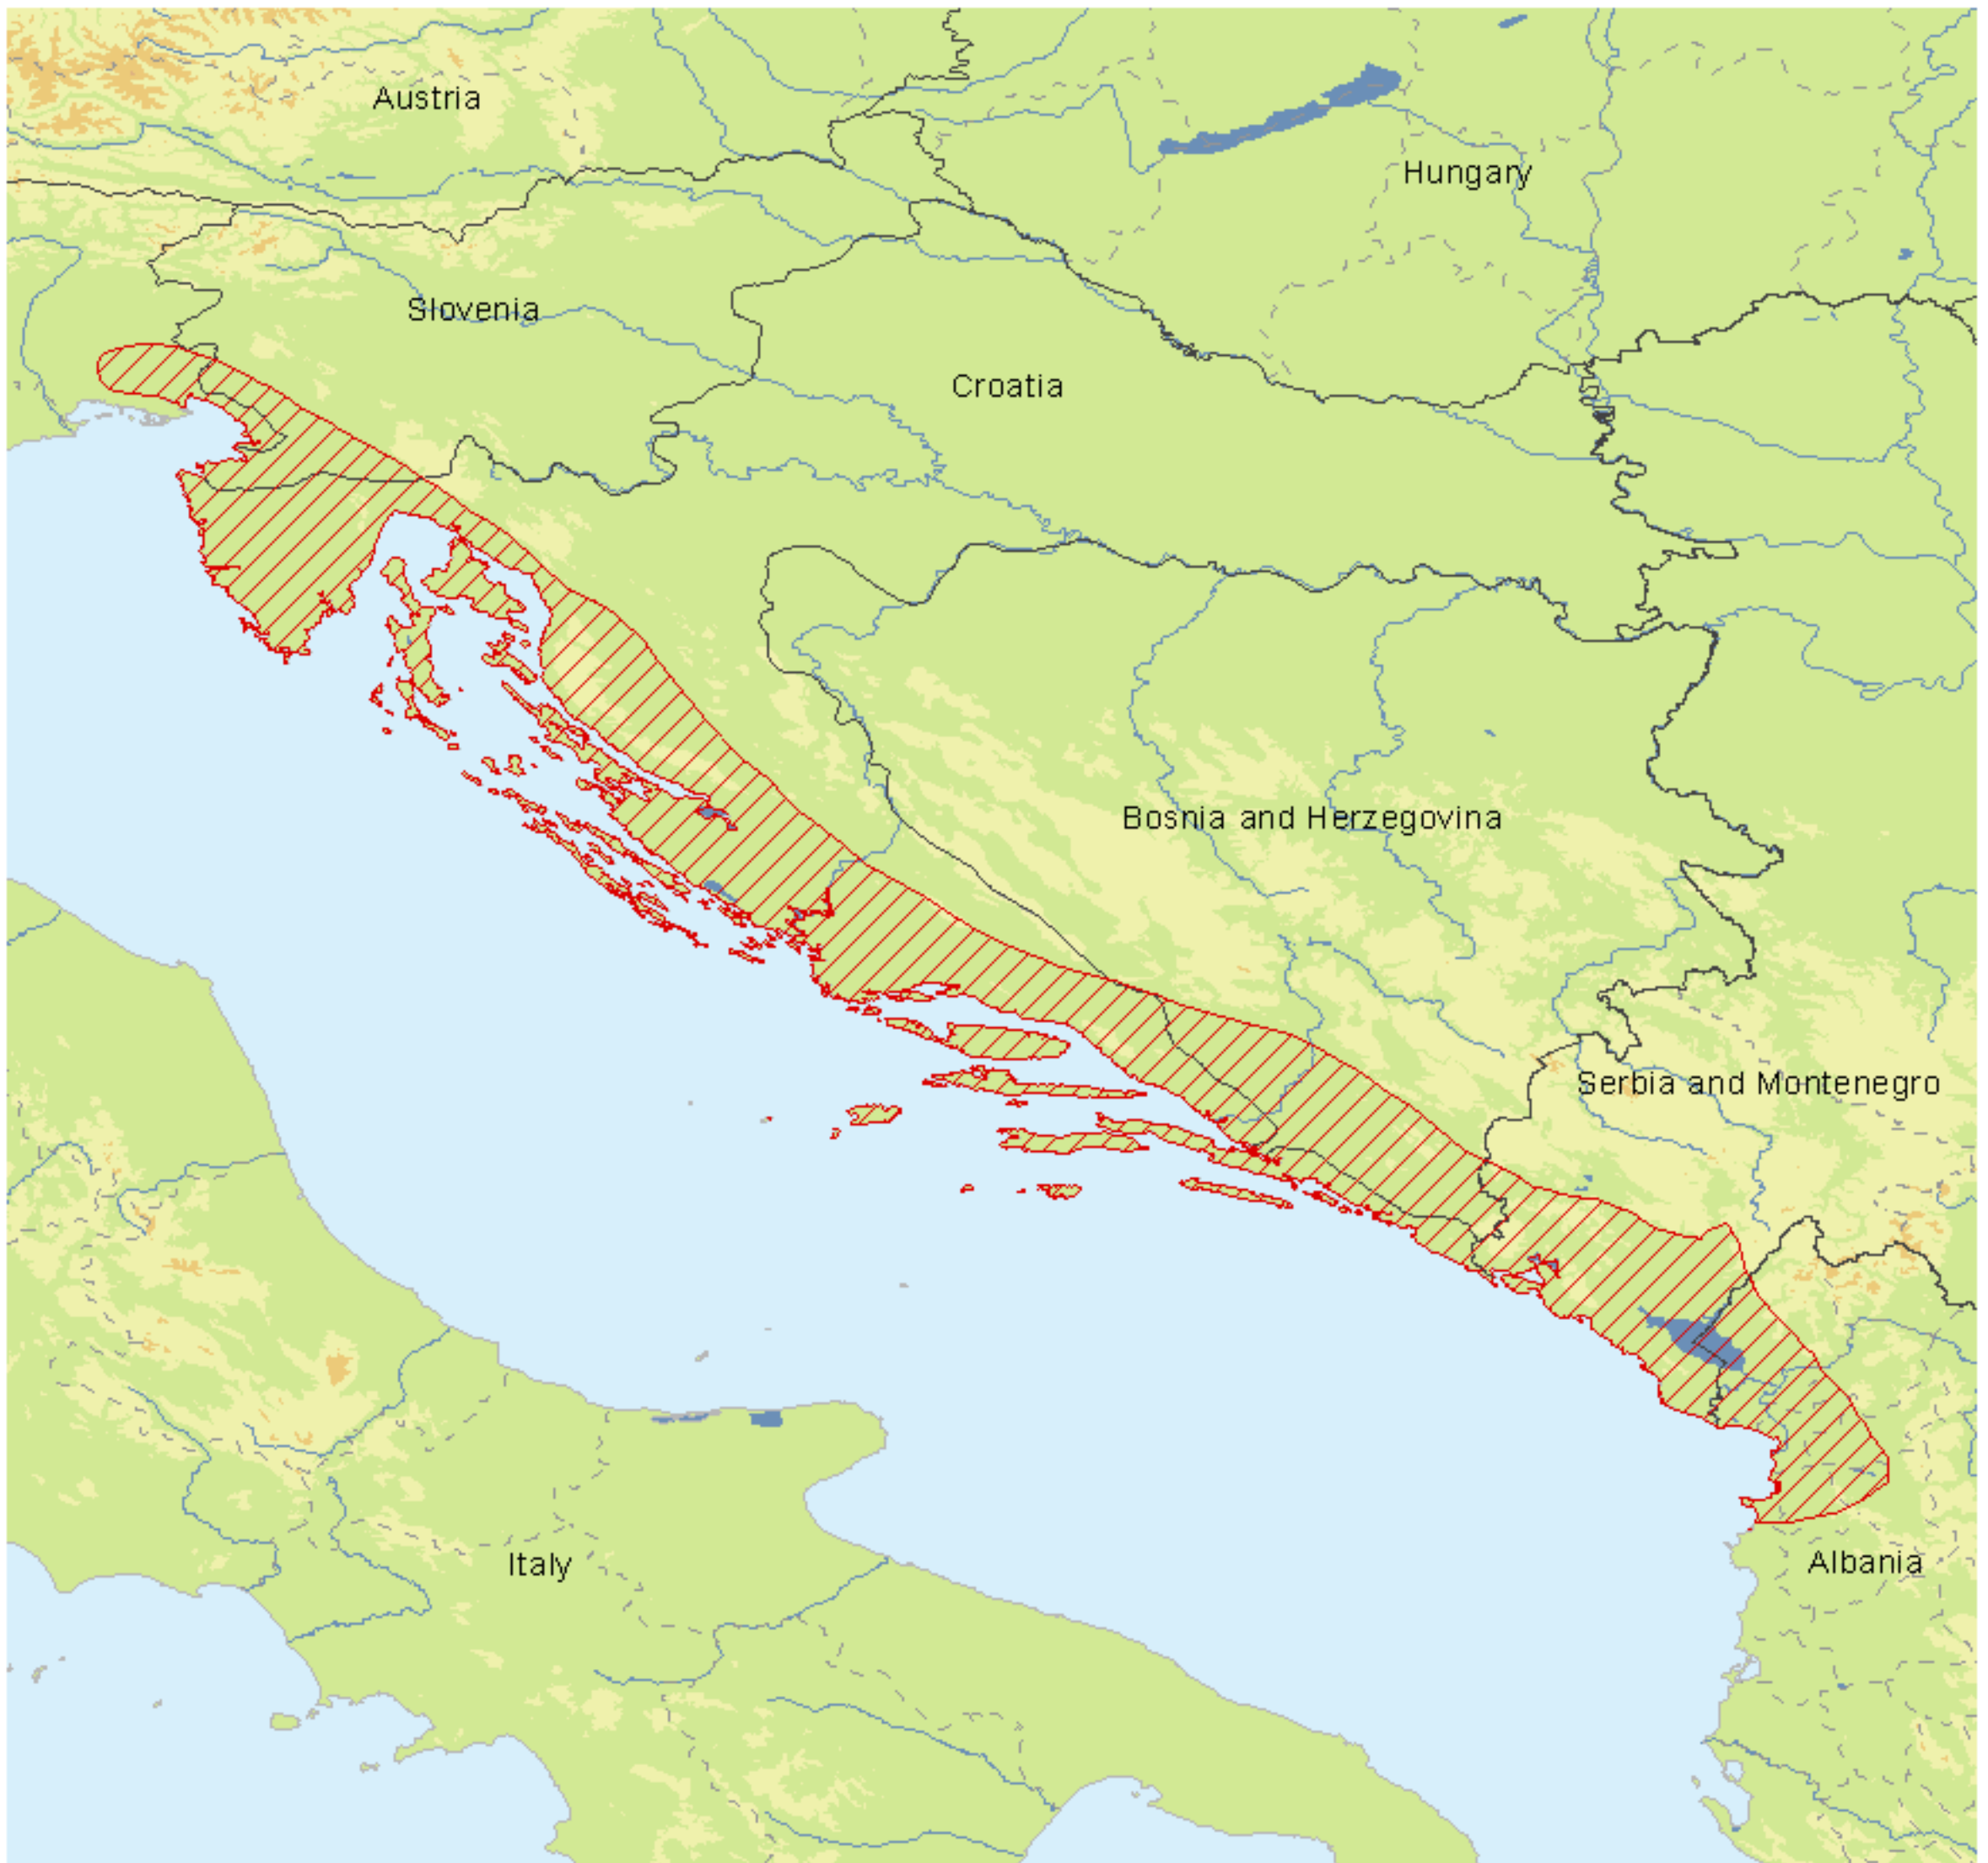 Austria
Hungary
Slovenia
Croatia
Bosnia and Herzegovina
Serbia and Montenegro
Italy
Albania